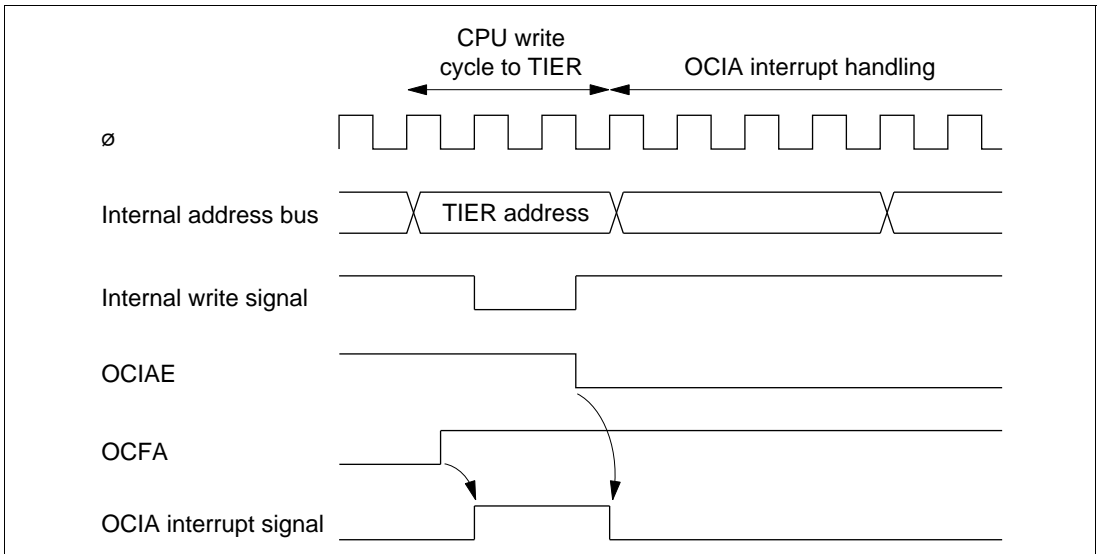 CPU write
cycle to TIER
OCIA interrupt handling
ø
Internal address bus
TIER address
Internal write signal
OCIAE
OCFA
OCIA interrupt signal